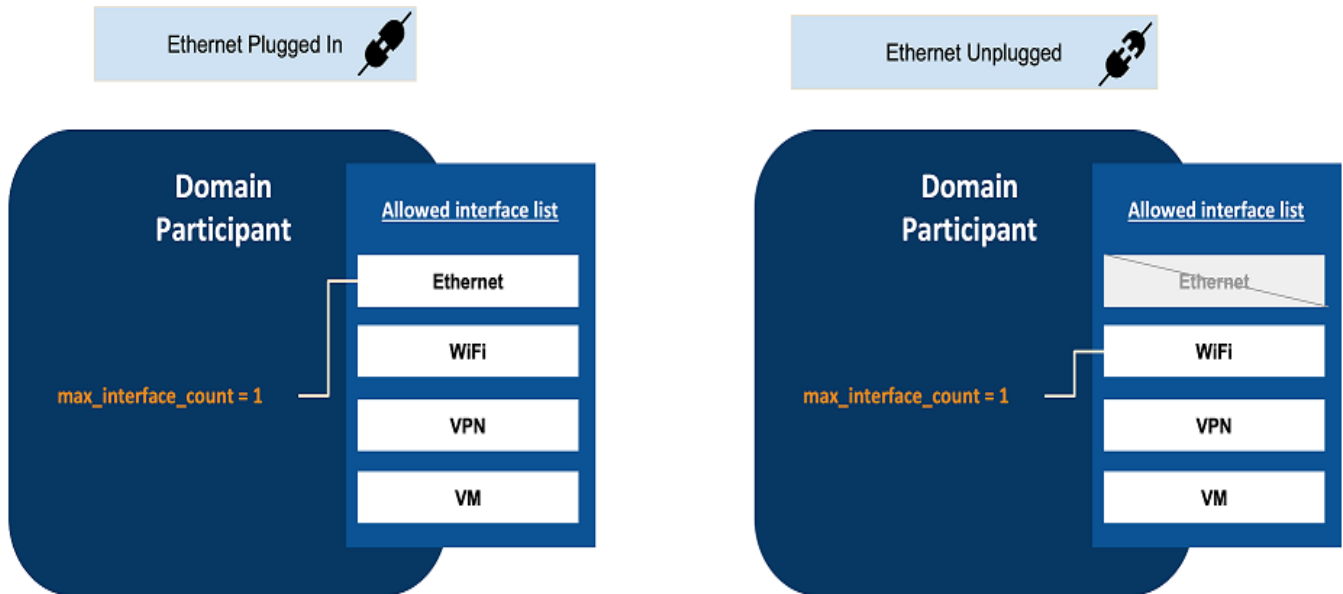 Ethernet Plugged In
Domain
Participant
Allowed interface list
Ethernet
WiFi
max_interface_count = 1
VPN
VM
Ethernet Unplugged
Domain
Participant
Allowed interface list
Ethernet
WiFi
max_interface_count = 1
VPN
VM